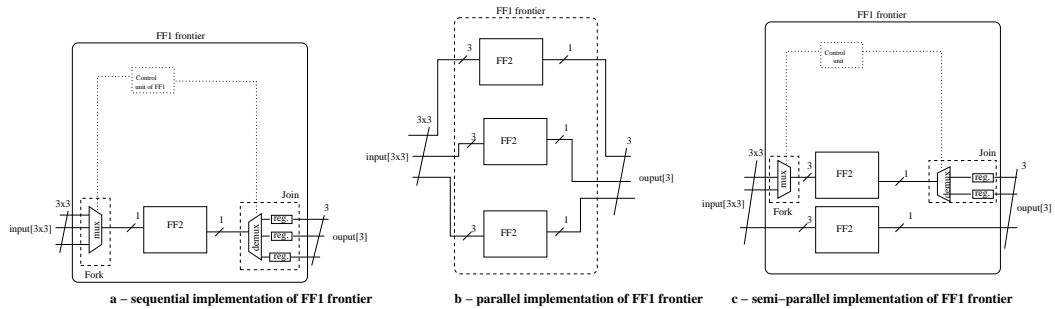 FF1 frontier
Control
unit of FF1
3x3
input[3x3]
mux
Fork
1
FF2
1
demux
Join
reg.
reg.
reg.
3
ouput[3]
a – sequential implementation of FF1 frontier
FF1 frontier
3
FF2
1
3x3
input[3x3]
3
FF2
1
3
ouput[3]
3
FF2
1
b – parallel implementation of FF1 frontier
FF1 frontier
Control
unit
3x3
input[3x3]
mux
Fork
3
FF2
1
demux
Join
reg.
reg.
3
ouput[3]
3
FF2
1
c – semi–parallel implementation of FF1 frontier